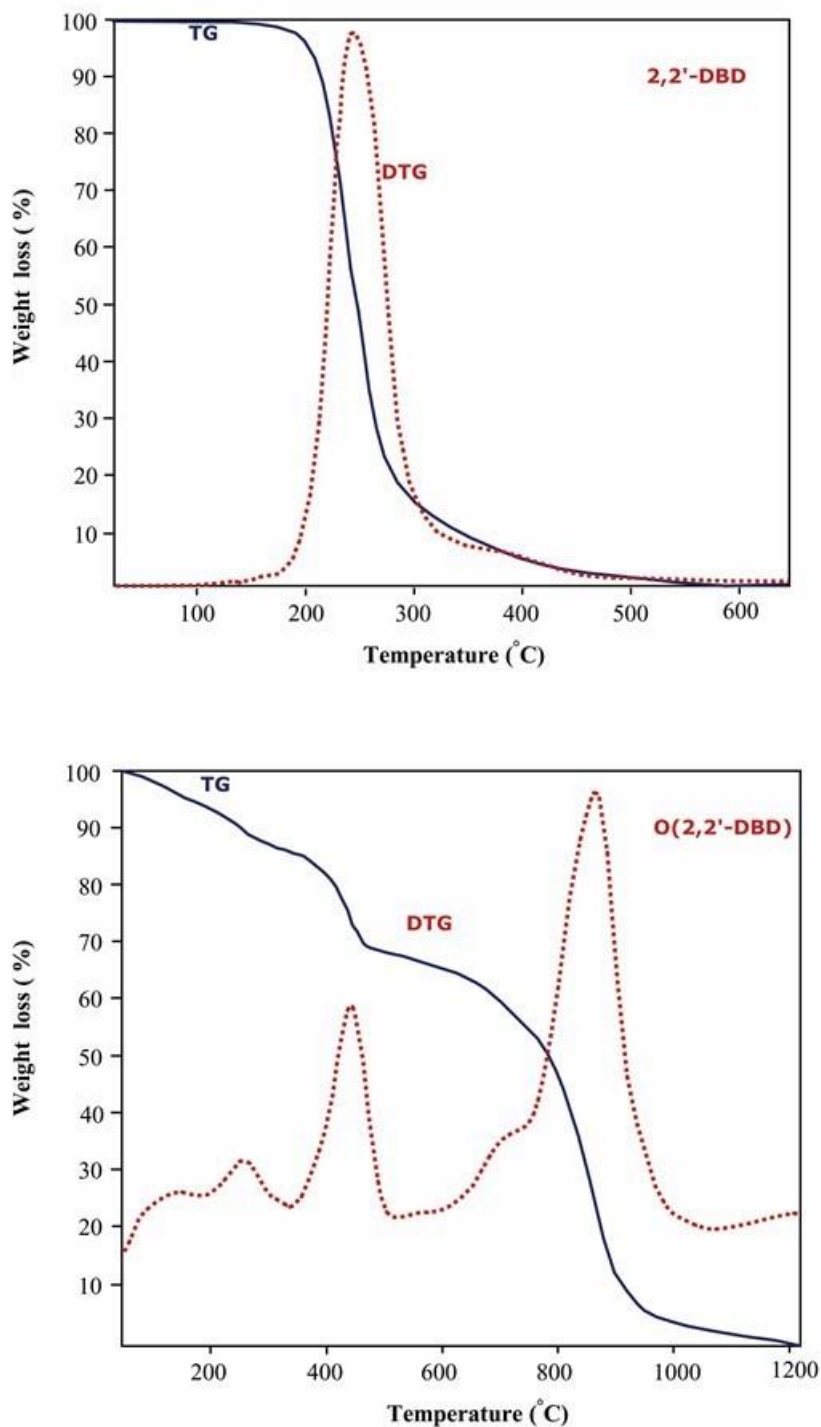 100
TG
90
2,2'-DBD
80
DTG
70
60
50
40
30
20
10
Weight loss ( %)
100 200 300 400 500 600
Temperature (°C)
100
TG
90
O(2,2'-DBD)
80
DTG
70
60
50
40
30
20
10
Weight loss ( %)
200 400 600 800 1000 1200
Temperature (°C)